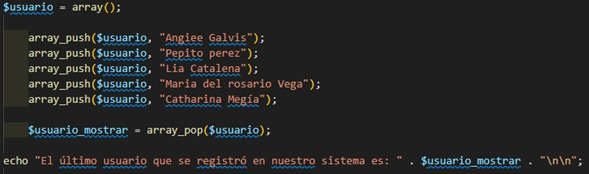 $usuario = array();
array_push($usuario, "Angiee Galvis");
array_push($usuario, "Pepito perez");
array_push($usuario, "Lia Catalena");
array_push($usuario, "Maria del rosario Vega");
array_push($usuario, "Catharina Megía");
$usuario_mostrar = array_pop($usuario);
echo "El último usuario que se registró en nuestro sistema es: " . $usuario_mostrar . "\n\n";